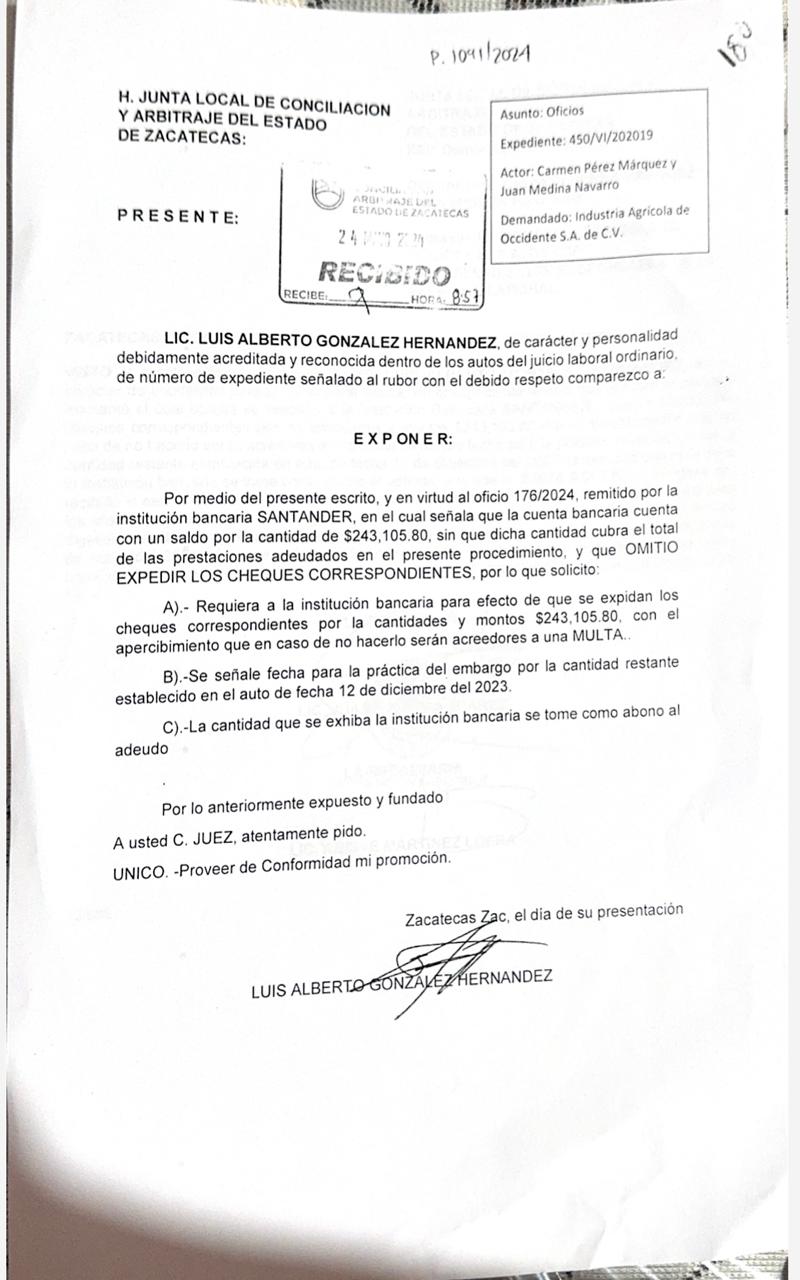 P. 1041/2024
180
H. JUNTA LOCAL DE CONCILIACION
Y ARBITRAJE DEL ESTADO
DE ZACATECAS:
Asunto: Oficios
Expediente: 450/VI/202019
Actor: Carmen Pérez Márquez y
Juan Medina Navarro
Demandado: Industria Agrícola de
Occidente S.A. de C.V.
P R E S E N T E:
ARBITRAJE DEL
ESTADO DE ZACATECAS
24
RECIBIDO
RECIBE: HORA: 8:57
LIC. LUIS ALBERTO GONZALEZ HERNANDEZ, de carácter y personalidad
debidamente acreditada y reconocida dentro de los autos del juicio laboral ordinario,
de número de expediente señalado al rubor con el debido respeto comparezco a:
E X P O N E R:
Por medio del presente escrito, y en virtud al oficio 176/2024, remitido por la
institución bancaria SANTANDER, en el cual señala que la cuenta bancaria cuenta
con un saldo por la cantidad de $243,105.80, sin que dicha cantidad cubra el total
de las prestaciones adeudados en el presente procedimiento, y que OMITIO
EXPEDIR LOS CHEQUES CORRESPONDIENTES, por lo que solicito:
A).- Requiera a la institución bancaria para efecto de que se expidan los
cheques correspondientes por la cantidades y montos $243,105.80, con el
apercibimiento que en caso de no hacerlo serán acreedores a una MULTA..
B).-Se señale fecha para la práctica del embargo por la cantidad restante
establecido en el auto de fecha 12 de diciembre del 2023.
C).-La cantidad que se exhiba la institución bancaria se tome como abono al
adeudo
.
Por lo anteriormente expuesto y fundado
A usted C. JUEZ, atentamente pido.
UNICO. -Proveer de Conformidad mi promoción.
Zacatecas Zac, el día de su presentación
LUIS ALBERTO GONZALEZ HERNANDEZ